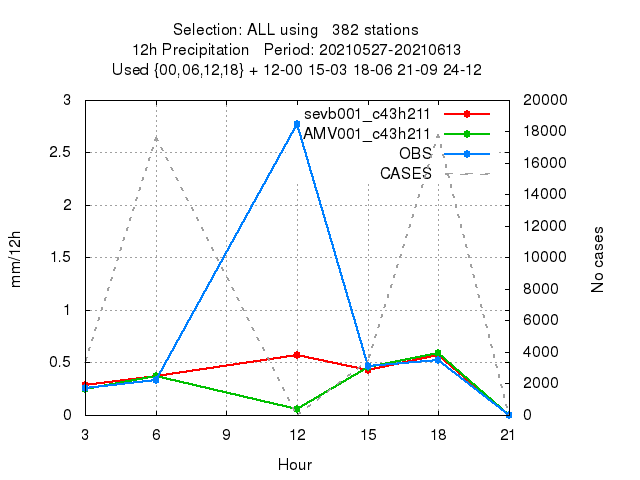 Selection: ALL using   382 stations
12h Precipitation   Period: 20210527-20210613
Used {00,06,12,18} + 12-00 15-03 18-06 21-09 24-12
sevb001_c43h211
AMV001_c43h211
OBS
CASES
3
2.5
2
1.5
1
0.5
0
mm/12h
20000
18000
16000
14000
12000
10000
8000
6000
4000
2000
0
No cases
3 6 9 12 15 18 21
Hour